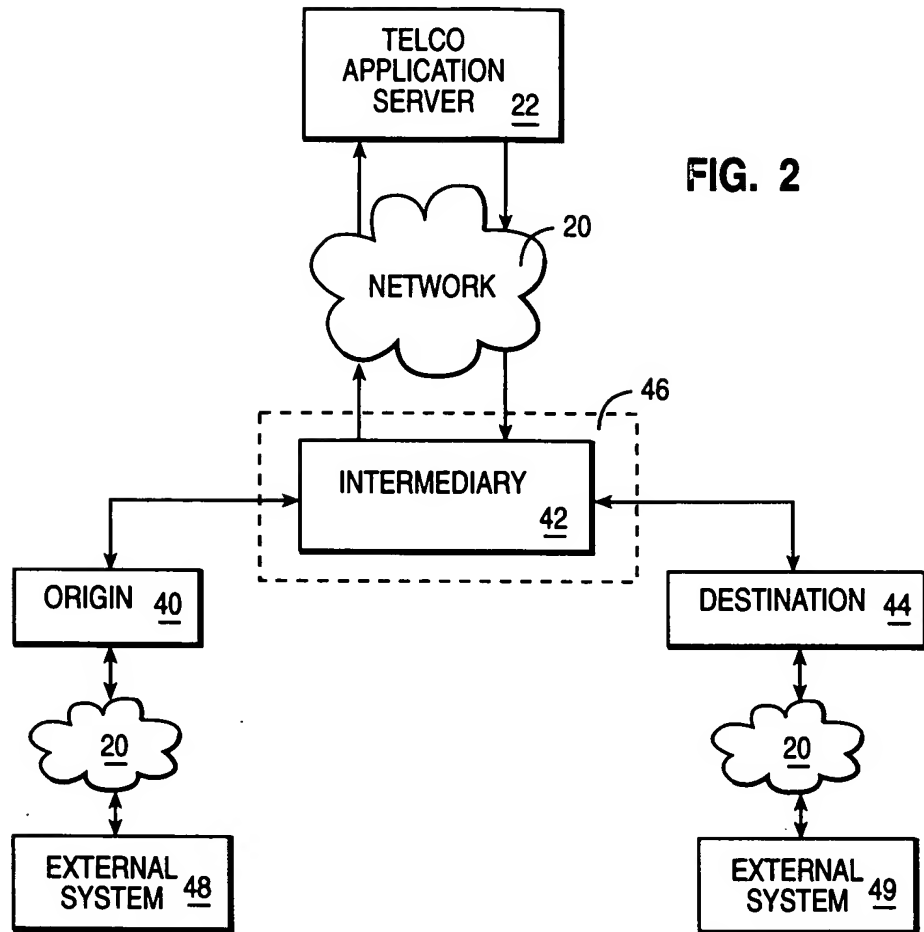 TELCO
APPLICATION
SERVER 22
FIG. 2
20
NETWORK
46
INTERMEDIARY
42
ORIGIN 40
DESTINATION 44
20
20
EXTERNAL
SYSTEM 48
EXTERNAL
SYSTEM 49